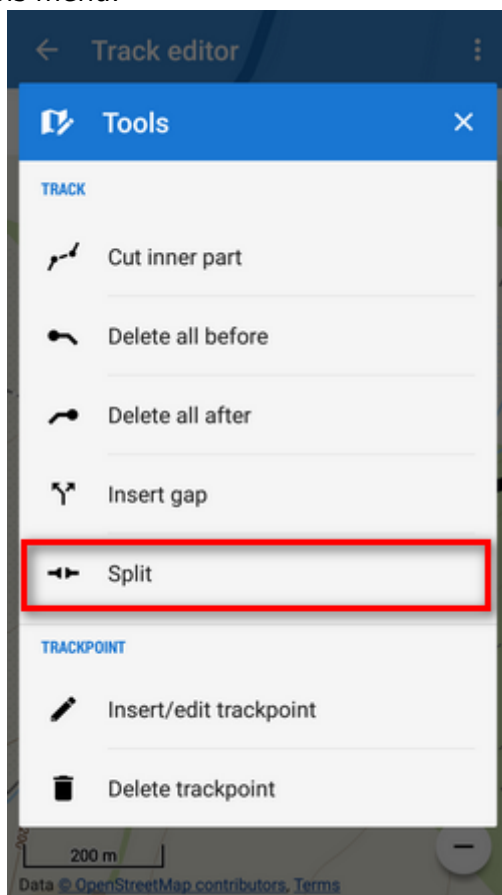 menu.
Track editor
Tools
TRACK
Cut inner part
Delete all before
Delete all after
Insert gap
Split
TRACKPOINT
Insert/edit trackpoint
Delete trackpoint
200 m
Data © OpenStreetMap contributors, Terms